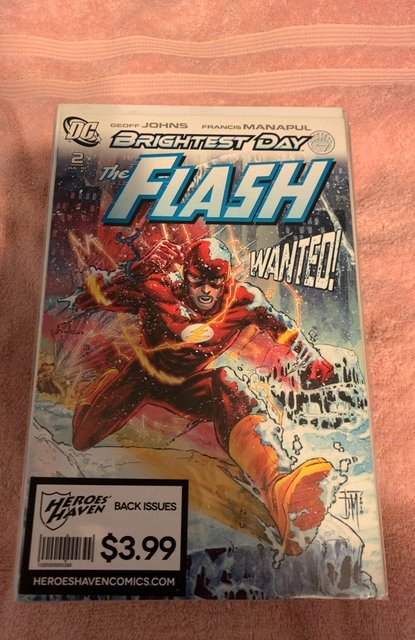 DC
GEOFF JOHNS FRANCIS MANAPUL
BRIGHTEST DAY
2
The FLASH
WANTED!
HEROES' HAVEN
BACK ISSUES
$3.99
100000000389
HEROESHAVENCOMICS.COM